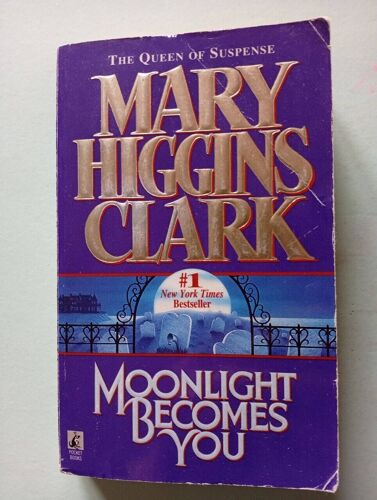 THE QUEEN OF SUSPENSE
MARY
HIGGINS
CLARK
#1
New York Times
Bestseller
MOONLIGHT
BECOMES
YOU
POCKET
BOOKS